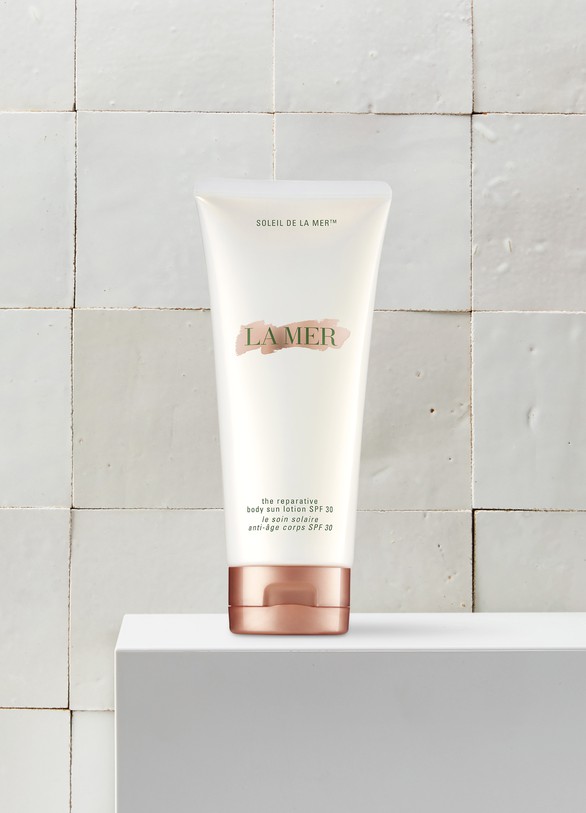 SOLEIL DE LA MER™
LA MER
the reparative
body sun lotion SPF 30
le soin solaire
anti-âge corps SPF 30